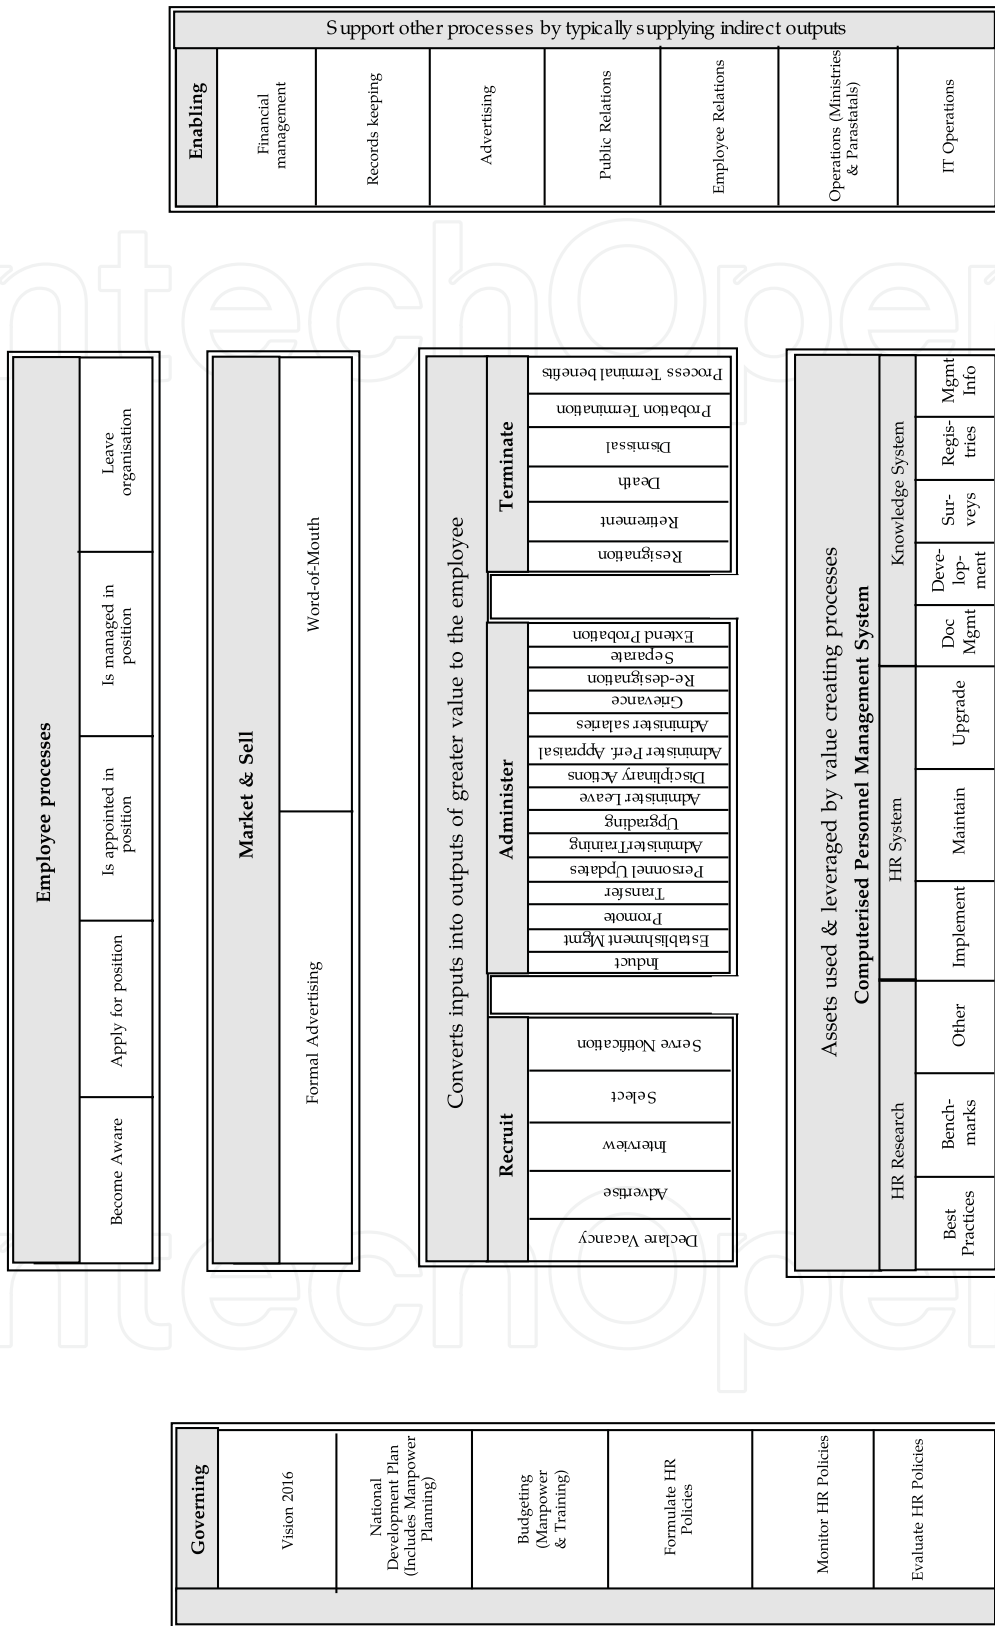 Support other processes by typically supplying indirect outputs
Enabling
Financial
management
Records keeping
Advertising
Public Relations
Employee Relations
Operations (Ministries
& Parastatals)
IT Operations
Employee processes
Become Aware
Apply for position
Is appointed in
position
Is managed in
position
Leave
organisation
Market & Sell
Formal Advertising
Word-of-Mouth
Converts inputs into outputs of greater value to the employee
Recruit
Declare Vacancy
Advertise
Interview
Select
Serve Notification
Administer
Induct
Establishment Mgmt
Promote
Transfer
Personnel Updates
AdministerTraining
Upgrading
Administer Leave
Disciplinary Actions
Administer Perf. Appraisal
Administer salaries
Grievance
Re-designation
Separate
Extend Probation
Terminate
Resignation
Retirement
Death
Dismissal
Probation Termination
Process Terminal benefits
Assets used & leveraged by value creating processes
Computerised Personnel Management System
HR Research
Best
Practices
Bench-
marks
Other
HR System
Implement
Maintain
Upgrade
Knowledge System
Doc
Mgmt
Deve-
lop-
ment
Sur-
veys
Regis-
tries
Mgmt
Info
Governing
Vision 2016
National
Development Plan
(Includes Manpower
Planning)
Budgeting
(Manpower
& Training)
Formulate HR
Policies
Monitor HR Policies
Evaluate HR Policies
ntechOpen
ntechOpen